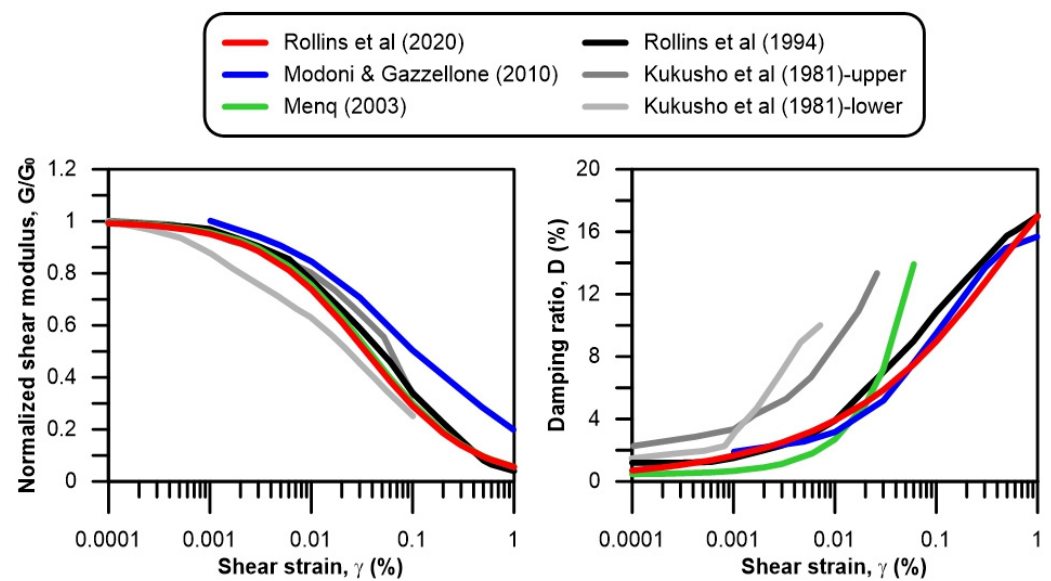 Rollins et al (2020)
Modoni & Gazzellone (2010)
Menq (2003)
Rollins et al (1994)
Kukusho et al (1981)-upper
Kukusho et al (1981)-lower
Normalized shear modulus, G/G₀
1.2
1
0.8
0.6
0.4
0.2
0
0.0001
0.001
0.01
0.1
1
Shear strain, γ (%)
Damping ratio, D (%)
20
16
12
8
4
0
0.0001
0.001
0.01
0.1
1
Shear strain, γ (%)